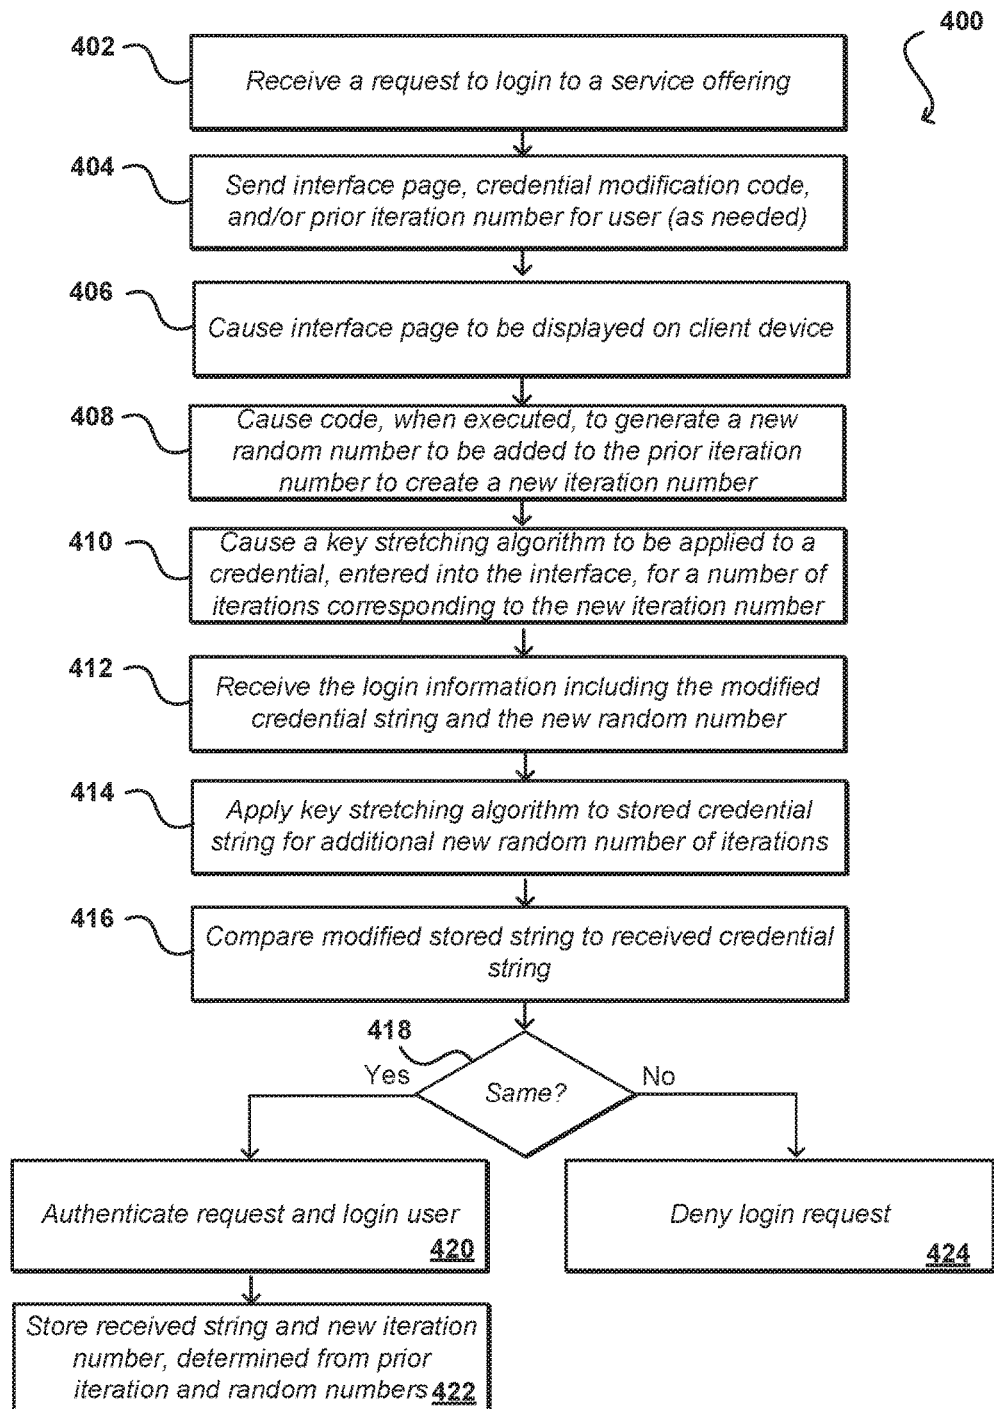 400
402
Receive a request to login to a service offering
404
Send interface page, credential modification code,
and/or prior iteration number for user (as needed)
406
Cause interface page to be displayed on client device
408
Cause code, when executed, to generate a new
random number to be added to the prior iteration
number to create a new iteration number
410
Cause a key stretching algorithm to be applied to a
credential, entered into the interface, for a number of
iterations corresponding to the new iteration number
412
Receive the login information including the modified
credential string and the new random number
414
Apply key stretching algorithm to stored credential
string for additional new random number of iterations
416
Compare modified stored string to received credential
string
418
Yes
Same?
No
Authenticate request and login user
420
Deny login request
424
Store received string and new iteration
number, determined from prior
iteration and random numbers 422